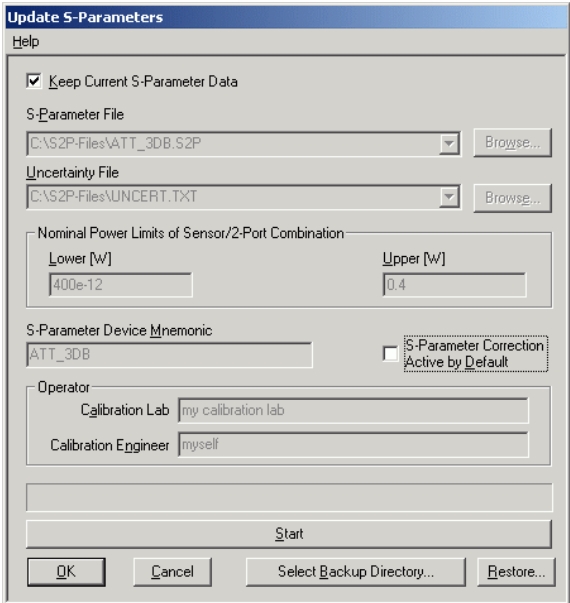 Update S-Parameters
Help
Keep Current S-Parameter Data
S-Parameter File
C:\S2P-Files\ATT_3DB.S2P
Browse...
Uncertainty File
C:\S2P-Files\UNCERT.TXT
Browse...
Nominal Power Limits of Sensor/2-Port Combination
Lower [W]
Upper [W]
400e-12
0.4
S-Parameter Device Mnemonic
ATT_3DB
S-Parameter Correction
Active by Default
Operator
Calibration Lab
my calibration lab
Calibration Engineer
myself
Start
OK
Cancel
Select Backup Directory...
Restore...